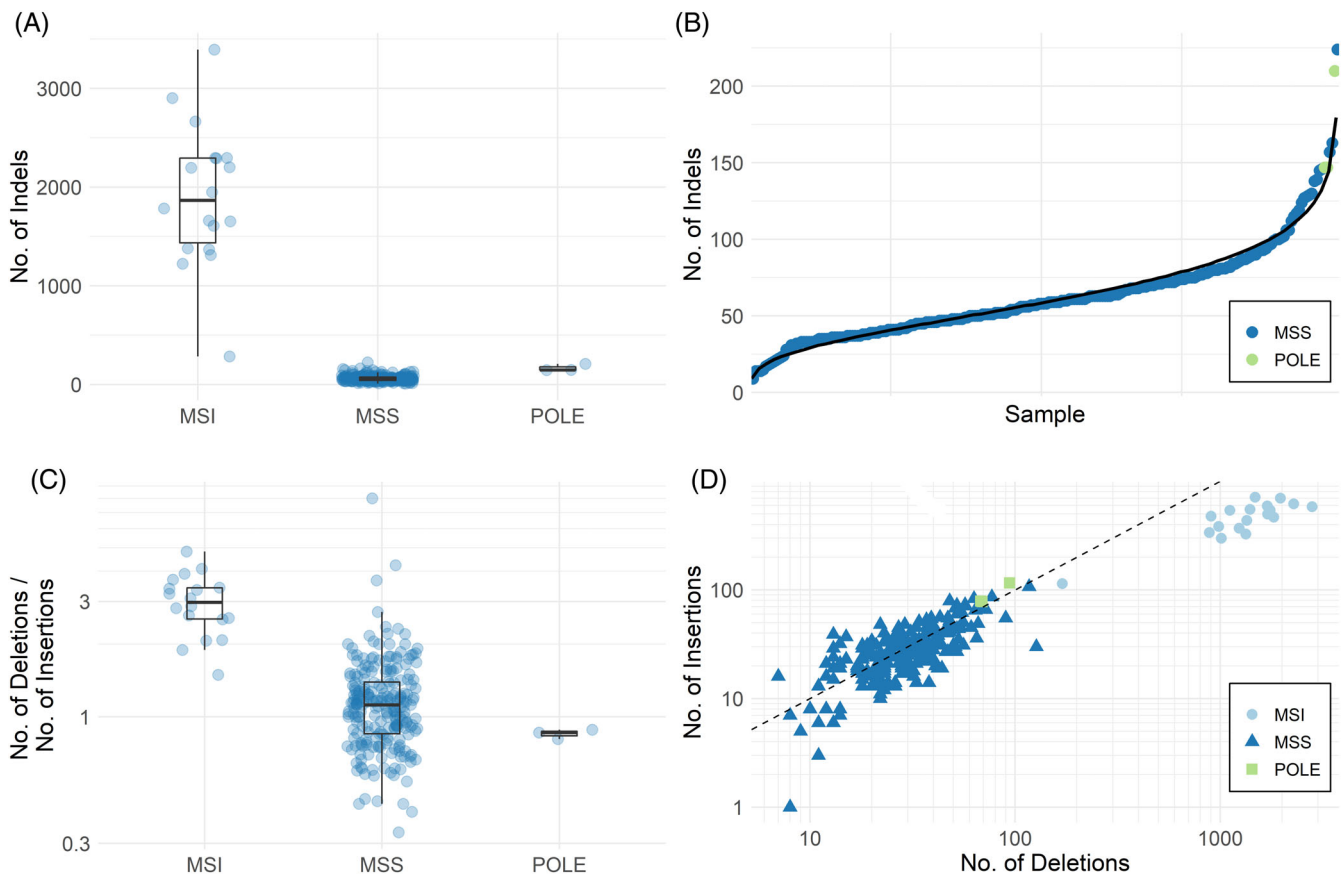 (A)
No. of Indels
3000
2000
1000
0
MSI
MSS
POLE
(B)
No. of Indels
200
150
100
50
0
Sample
MSS
POLE
(C)
No. of Deletions /
No. of Insertions
3
1
0.3
MSI
MSS
POLE
(D)
No. of Insertions
100
10
1
10
100
1000
No. of Deletions
MSI
MSS
POLE